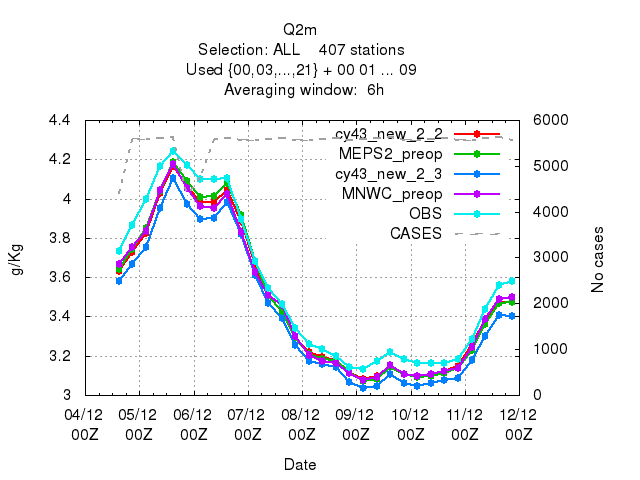 Q2m
Selection: ALL 407 stations
Used {00,03,...,21} + 00 01 ... 09
Averaging window: 6h
4.4
4.2
4
3.8
3.6
3.4
3.2
3
g/Kg
6000
5000
4000
3000
2000
1000
0
No cases
cy43_new_2_2
MEPS2_preop
cy43_new_2_3
MNWC_preop
OBS
CASES
04/12 05/12 06/12 07/12 08/12 09/12 10/12 11/12 12/12
00Z 00Z 00Z 00Z 00Z 00Z 00Z 00Z 00Z
Date